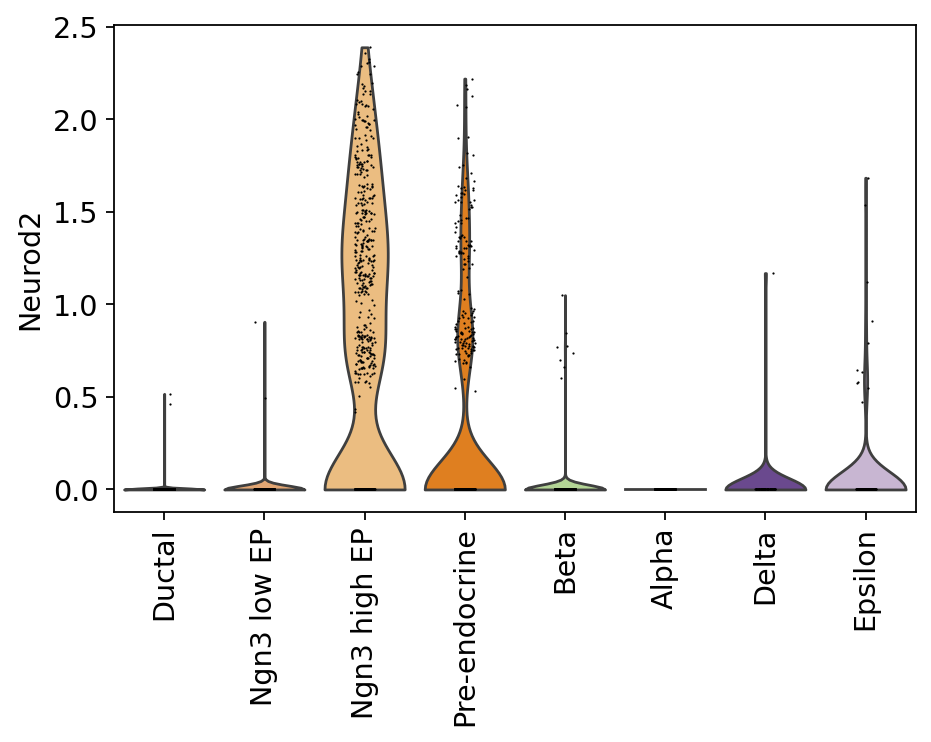 Neurod2
2.5
2.0
1.5
1.0
0.5
0.0
Ductal
Ngn3 low EP
Ngn3 high EP
Pre-endocrine
Beta
Alpha
Delta
Epsilon